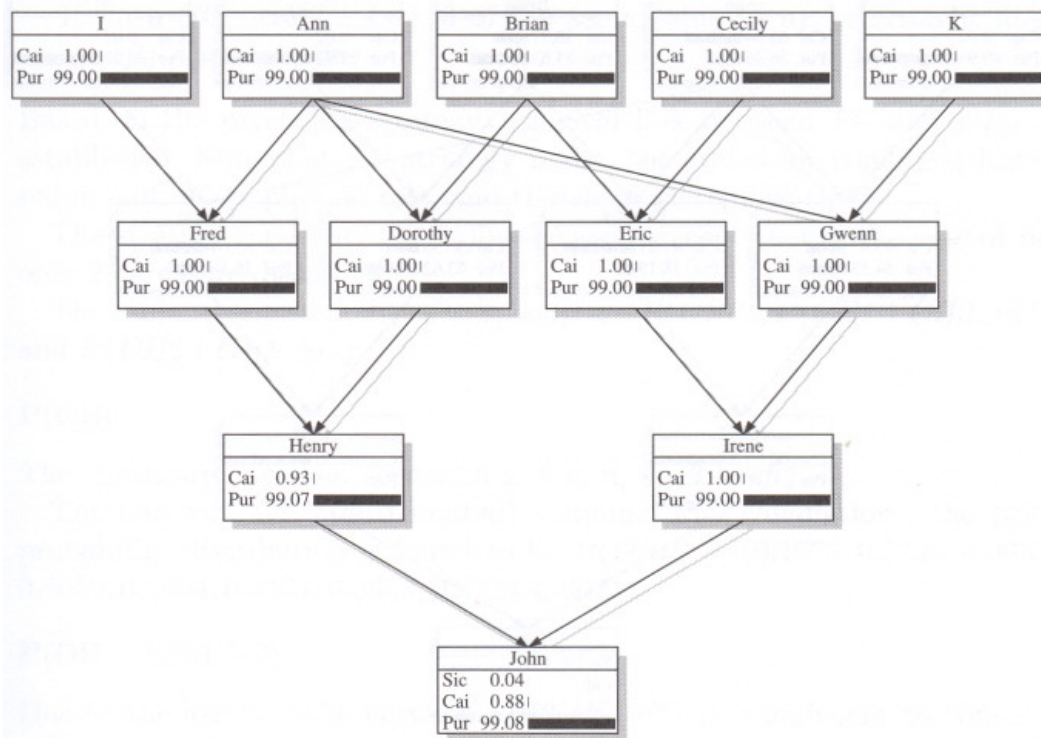 I Ann Brian Cecily K
Cai 1.00 Cai 1.00 Cai 1.00 Cai 1.00 Cai 1.00
Pur 99.00 Pur 99.00 Pur 99.00 Pur 99.00 Pur 99.00
Fred Dorothy Eric Gwenn
Cai 1.00 Cai 1.00 Cai 1.00 Cai 1.00
Pur 99.00 Pur 99.00 Pur 99.00 Pur 99.00
Henry Irene
Cai 0.93 Cai 1.00
Pur 99.07 Pur 99.00
John
Sic 0.04
Cai 0.88
Pur 99.08